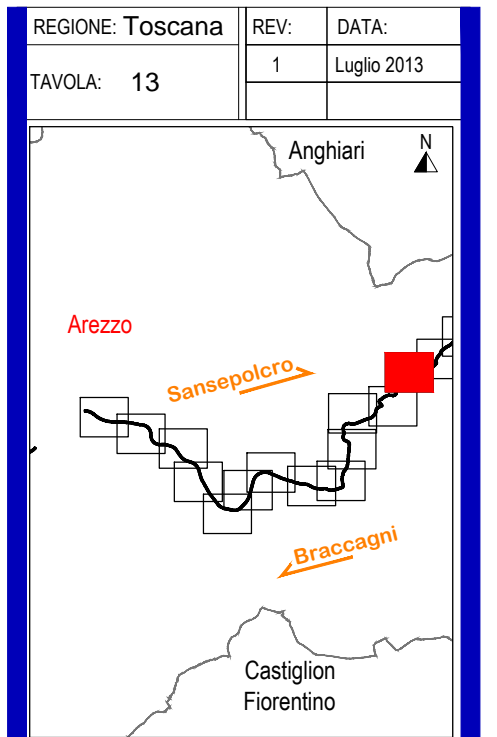 REGIONE: Toscana
REV:
DATA:
TAVOLA: 13
1
Luglio 2013
Anghiari
N
Arezzo
Sansepolcro
Braccagni
Castiglion
Fiorentino